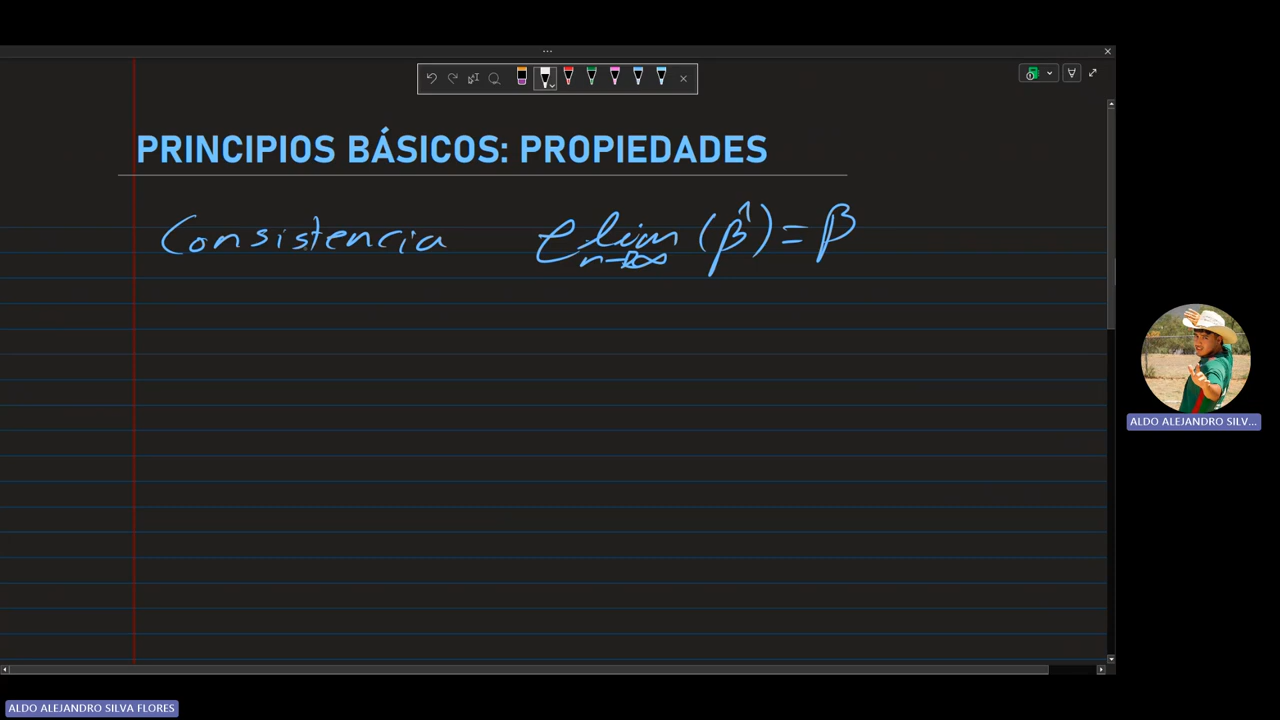 PRINCIPIOS BÁSICOS: PROPIEDADES
Consistencia plim n→∞ (β̂) = β
ALDO ALEJANDRO SILV...
ALDO ALEJANDRO SILVA FLORES